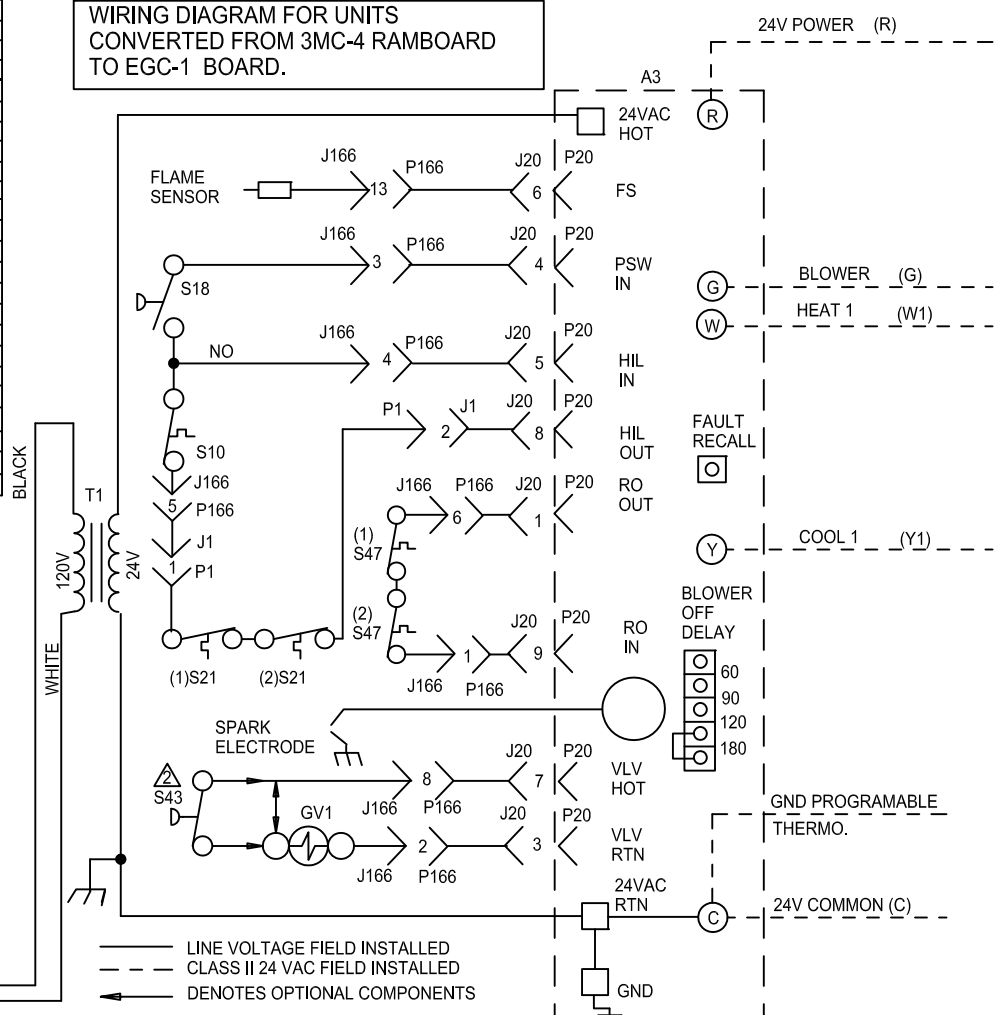 WIRING DIAGRAM FOR UNITS
CONVERTED FROM 3MC-4 RAMBOARD
TO EGC-1 BOARD.
24V POWER (R)
A3
24VAC
HOT
R
FLAME
SENSOR
J166
13
P166
J20
6
P20
FS
S18
J166
3
P166
J20
4
P20
PSW
IN
G
BLOWER (G)
W
HEAT 1 (W1)
NO
J166
4
P166
J20
5
P20
HIL
IN
P1
2
J1
J20
8
P20
HIL
OUT
FAULT
RECALL
S10
J166
5
P166
J1
1
P1
BLACK
T1
120V
24V
WHITE
(1)
S47
J166
6
P166
J20
1
P20
RO
OUT
Y
COOL 1 (Y1)
(2)
S47
J166
1
P166
J20
9
P20
RO
IN
BLOWER
OFF
DELAY
60
90
120
180
(1)S21
(2)S21
SPARK
ELECTRODE
2
S43
GV1
J166
8
P166
J20
7
P20
VLV
HOT
J166
2
P166
J20
3
P20
VLV
RTN
GND PROGRAMABLE
THERMO.
24VAC
RTN
C
24V COMMON (C)
GND
LINE VOLTAGE FIELD INSTALLED
CLASS II 24 VAC FIELD INSTALLED
DENOTES OPTIONAL COMPONENTS